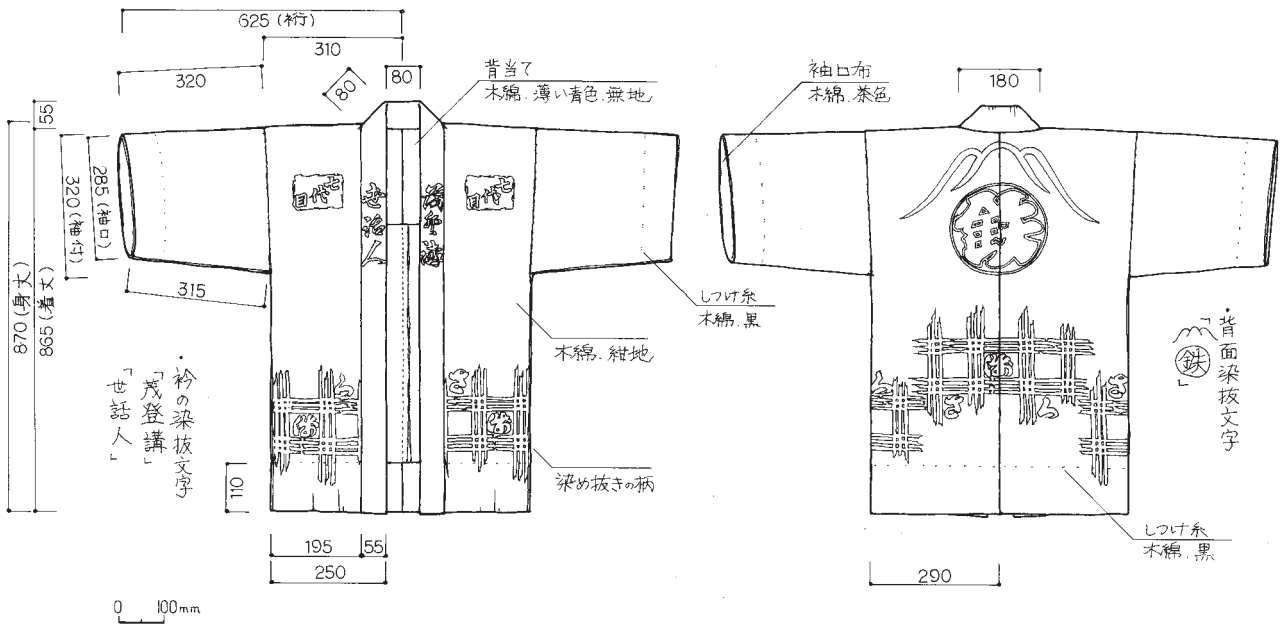 625 (裄)
310
320
80
80
背当て
木綿、薄い青色、無地
袖口布
木綿、茶色
180
55
285 (袖口)
320 (袖付)
315
870 (身丈)
865 (着丈)
七代目
世話人
茂登講
七代目
鉄
しつけ糸
木綿、黒
木綿、紺地
・衿の染抜文字
「茂登講」
「世話人」
・背面染抜文字
「
鉄
」
染め抜きの柄
110
195
55
250
290
しつけ糸
木綿、黒
0 100mm